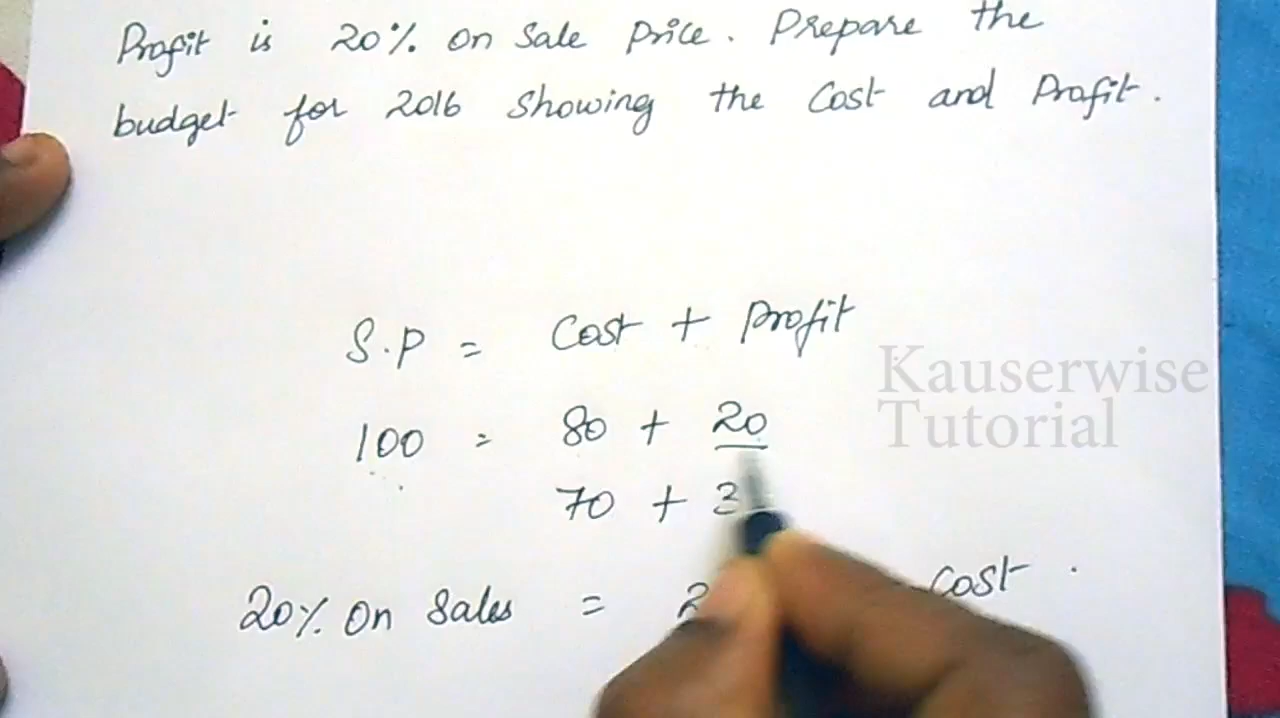 Profit is 20% on Sale Price. Prepare the
budget for 2016 Showing the Cost and Profit.
S.P = Cost + Profit
Kauserwise
Tutorial
100 = 80 + 20
70 + 3
20% On Sales = 2 cost.